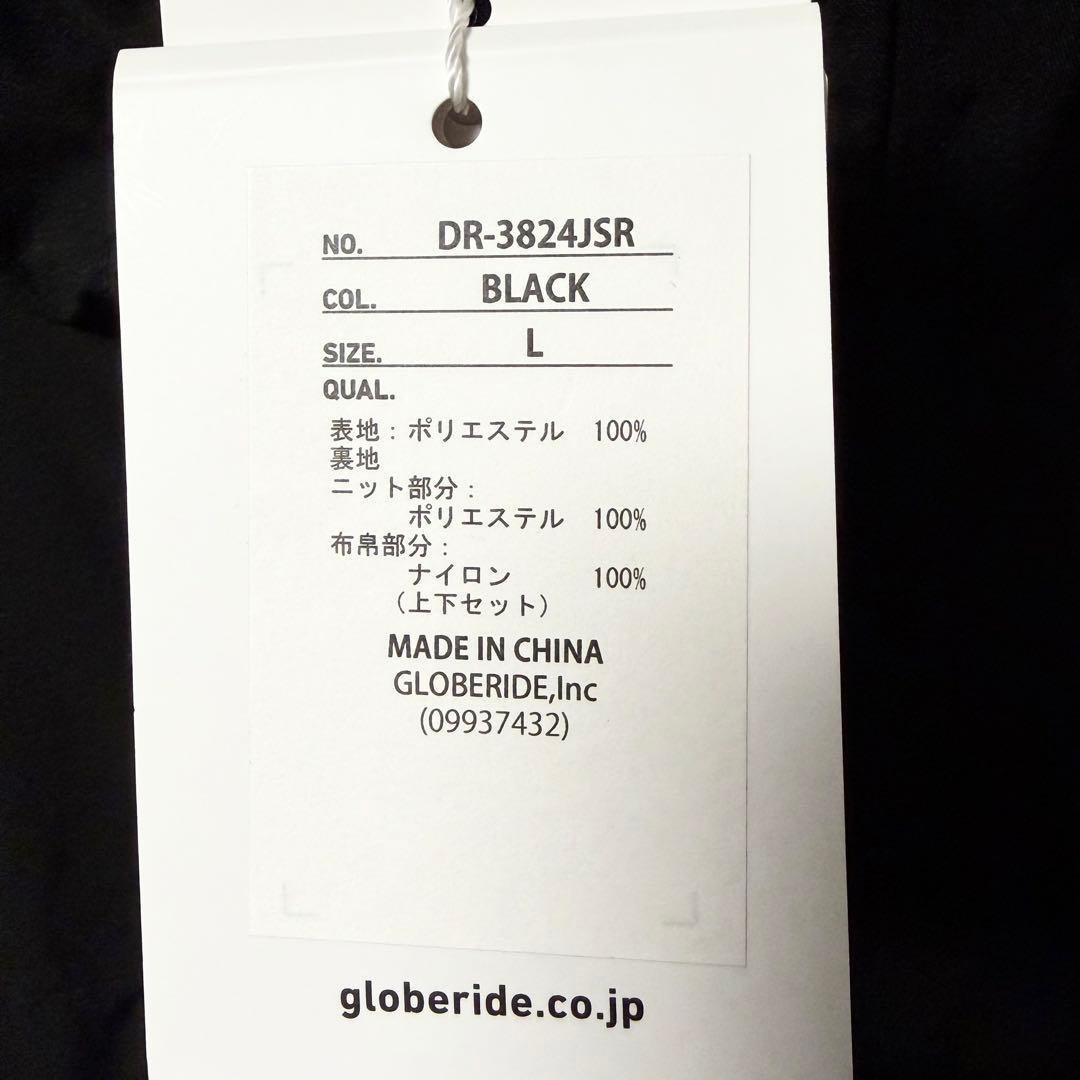 NO. DR-3824JSR
COL. BLACK
SIZE. L
QUAL.
表地：ポリエステル 100%
裏地
ニット部分：
ポリエステル 100%
布帛部分：
ナイロン 100%
（上下セット）
MADE IN CHINA
GLOBERIDE,Inc
(09937432)
globeride.co.jp